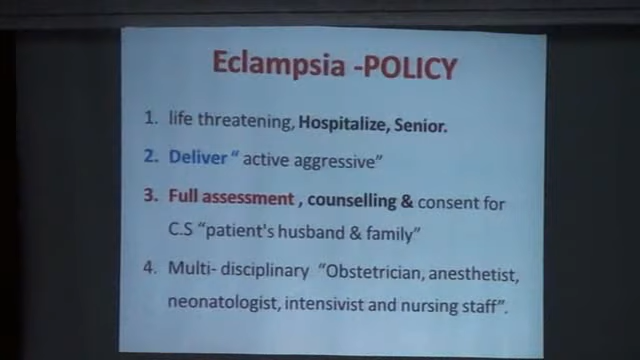 Eclampsia -POLICY
1. life threatening, Hospitalize, Senior.
2. Deliver “ active aggressive”
3. Full assessment , counselling & consent for
C.S “patient's husband & family”
4. Multi- disciplinary “Obstetrician, anesthetist,
neonatologist, intensivist and nursing staff”.